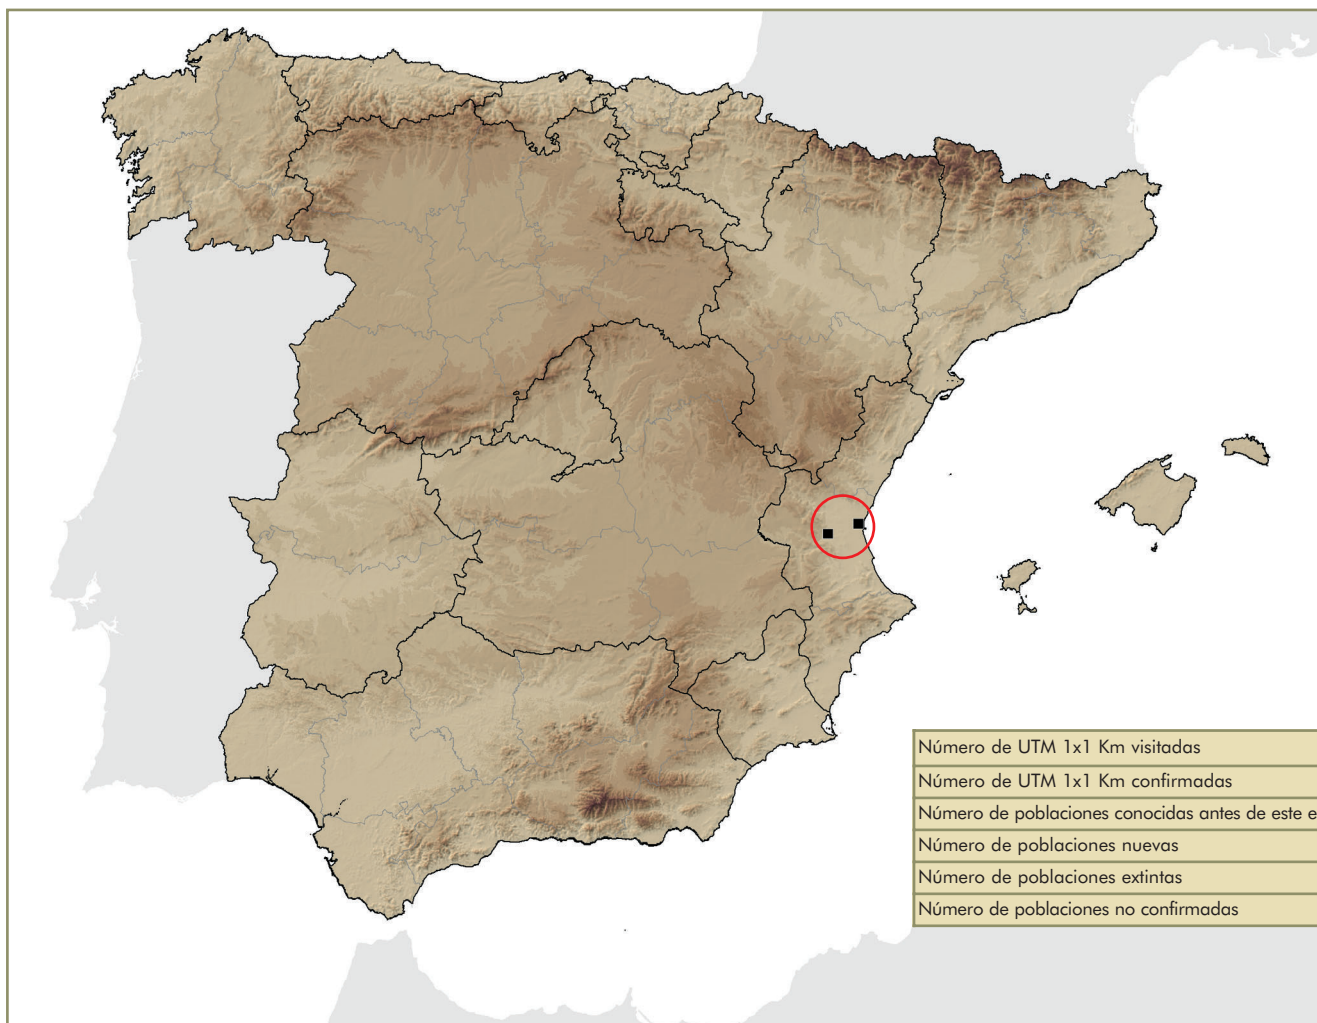 Número de UTM 1x1 Km visitadas
Número de UTM 1x1 Km confirmadas
Número de poblaciones conocidas antes de este e
Número de poblaciones nuevas
Número de poblaciones extintas
Número de poblaciones no confirmadas